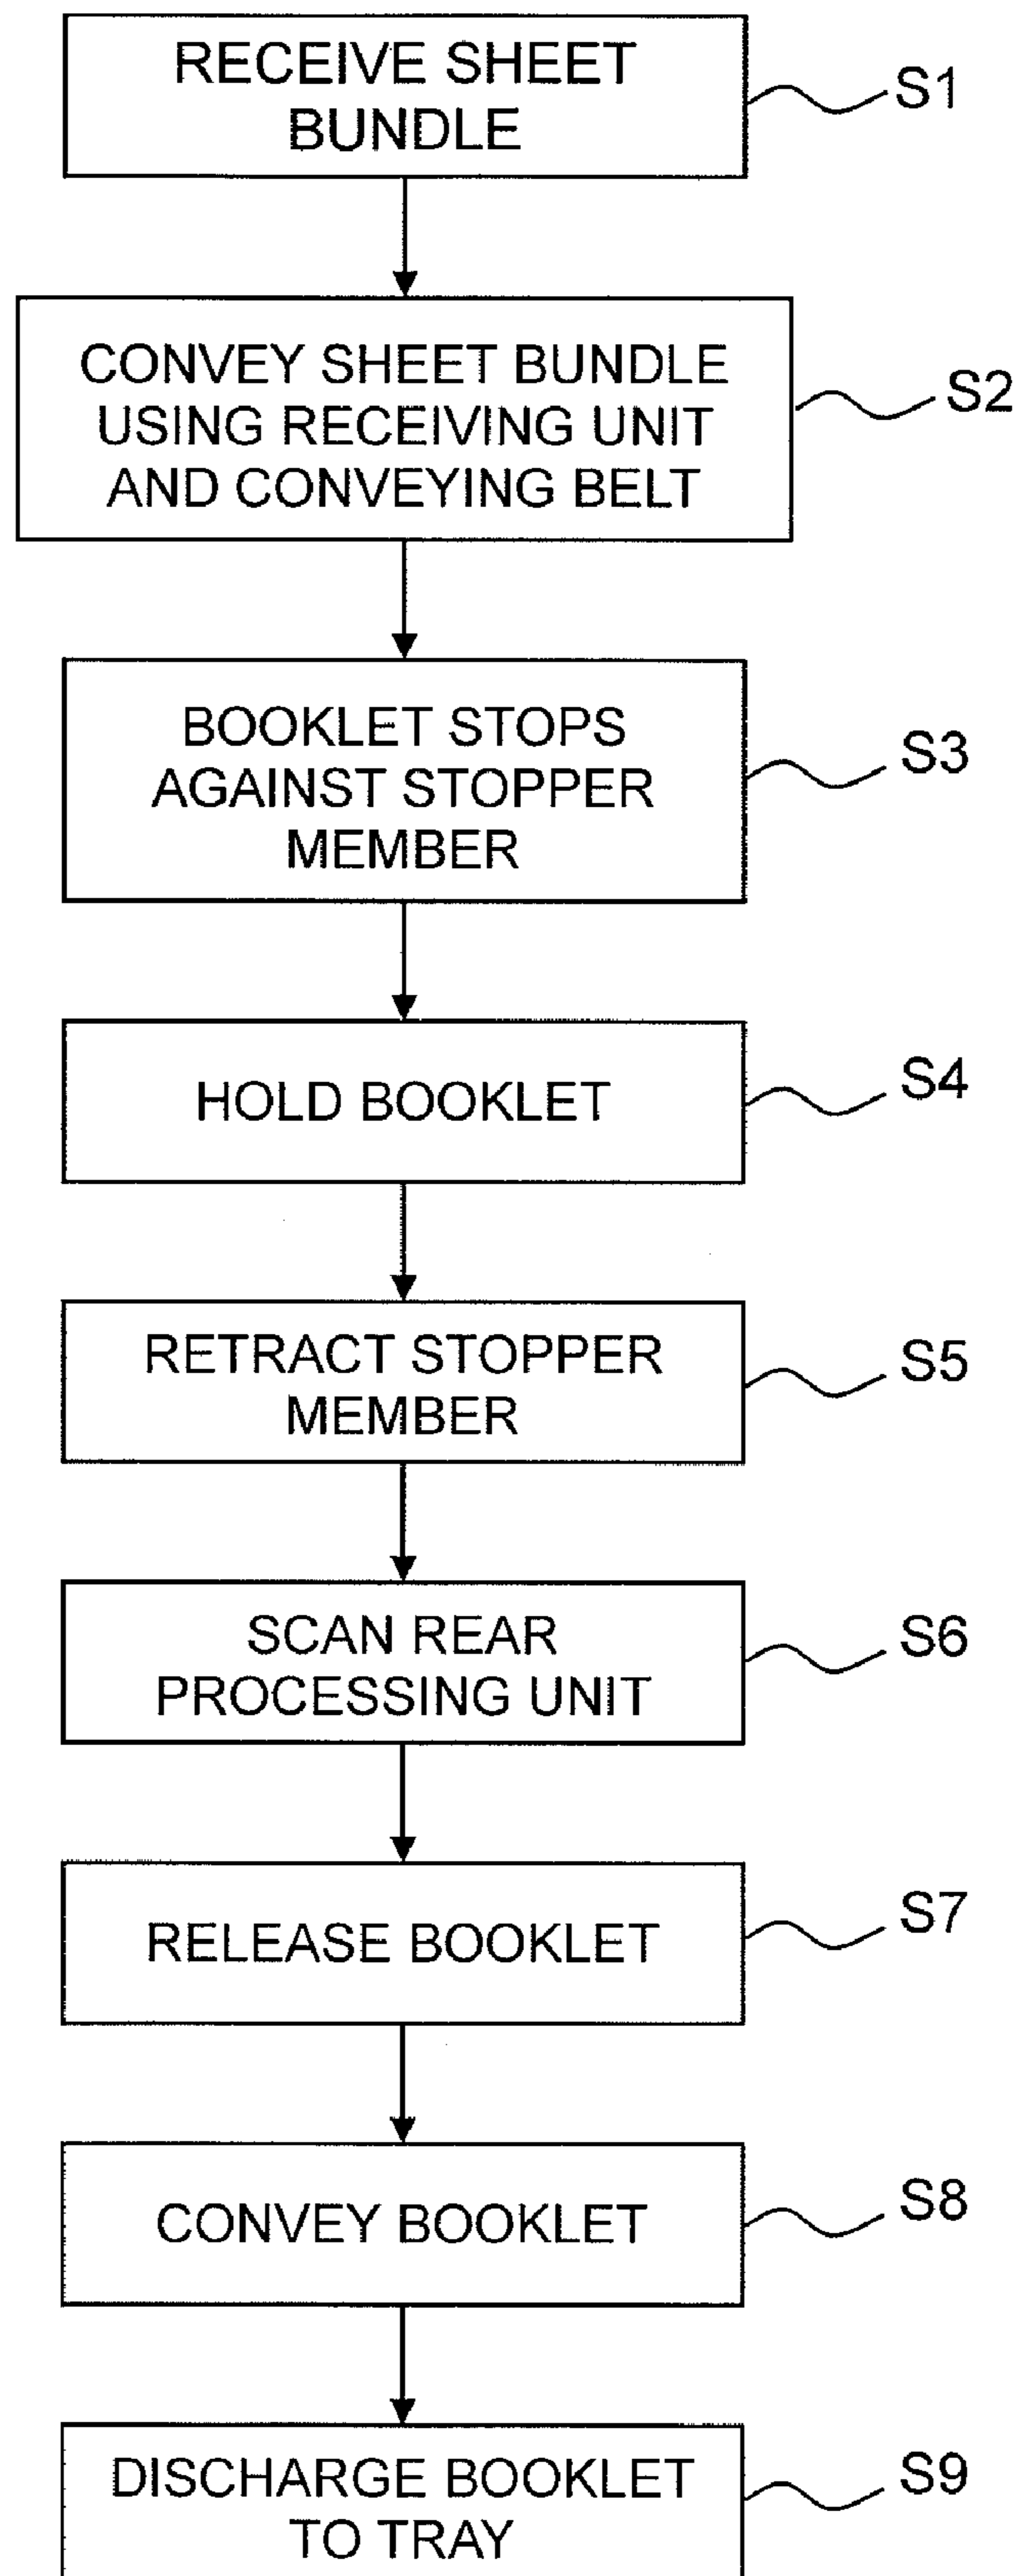 RECEIVE SHEET
BUNDLE
S1
CONVEY SHEET BUNDLE
USING RECEIVING UNIT
AND CONVEYING BELT
S2
BOOKLET STOPS
AGAINST STOPPER
MEMBER
S3
HOLD BOOKLET
S4
RETRACT STOPPER
MEMBER
S5
SCAN REAR
PROCESSING UNIT
S6
RELEASE BOOKLET
S7
CONVEY BOOKLET
S8
DISCHARGE BOOKLET
TO TRAY
S9